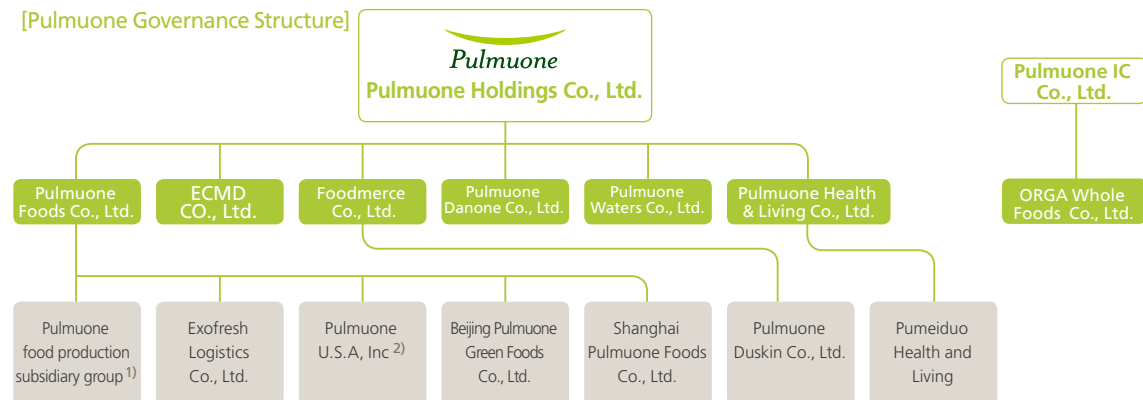 [Pulmuone Governance Structure]
Pulmuone
Pulmuone Holdings Co., Ltd.
Pulmuone IC
Co., Ltd.
Pulmuone
Foods Co., Ltd.
ECMD
CO., Ltd.
Foodmerce
Co., Ltd.
Pulmuone
Danone Co., Ltd.
Pulmuone
Waters Co., Ltd.
Pulmuone Health
& Living Co., Ltd.
ORGA Whole
Foods Co., Ltd.
Pulmuone
food production
subsidiary group 1)
Exofresh
Logistics
Co., Ltd.
Pulmuone
U.S.A, Inc 2)
Beijing Pulmuone
Green Foods
Co., Ltd.
Shanghai
Pulmuone Foods
Co., Ltd.
Pulmuone
Duskin Co., Ltd.
Pumeiduo
Health and
Living